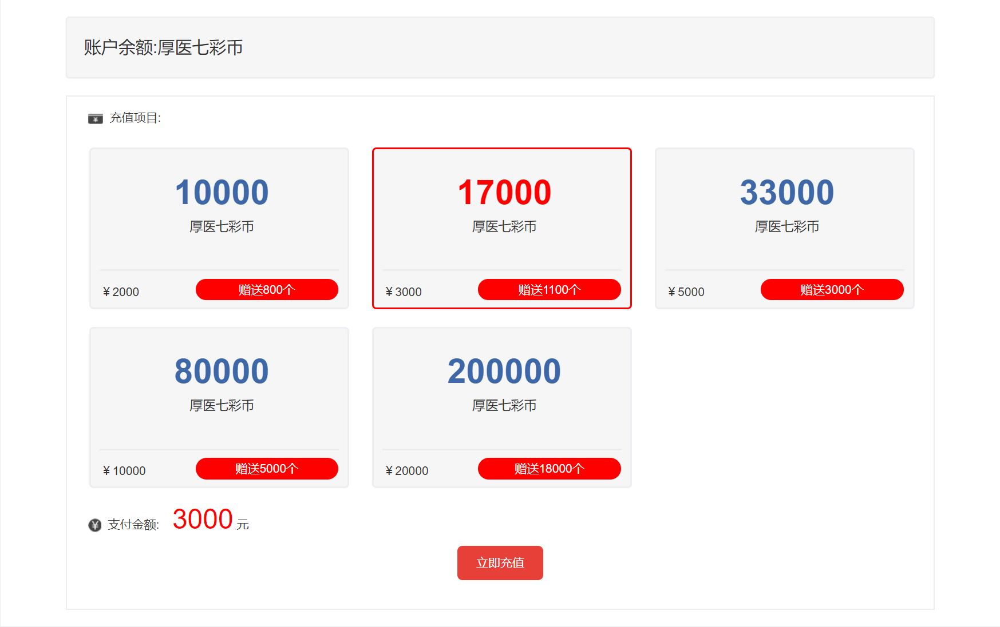 账户余额:厚医七彩币
充值项目:
10000
厚医七彩币
¥ 2000 赠送800个
17000
厚医七彩币
¥ 3000 赠送1100个
33000
厚医七彩币
¥ 5000 赠送3000个
80000
厚医七彩币
¥ 10000 赠送5000个
200000
厚医七彩币
¥ 20000 赠送18000个
支付金额: 3000 元
立即充值